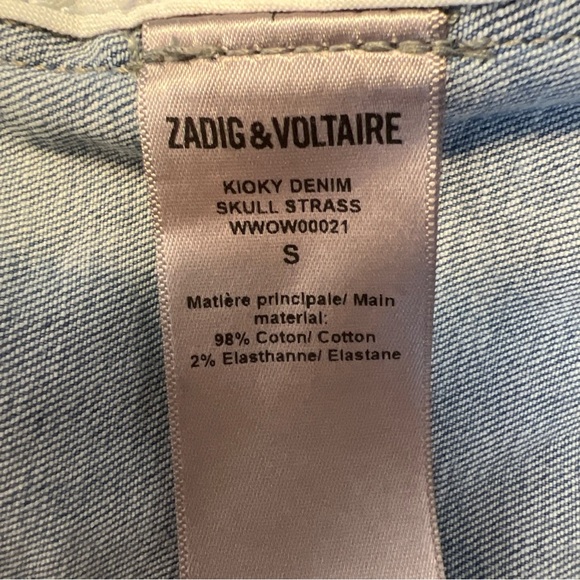 ZADIG & VOLTAIRE
KIOKY DENIM
SKULL STRASS
WWOW00021
S
Matière principale/ Main
material:
98% Coton/ Cotton
2% Elasthanne/ Elastane